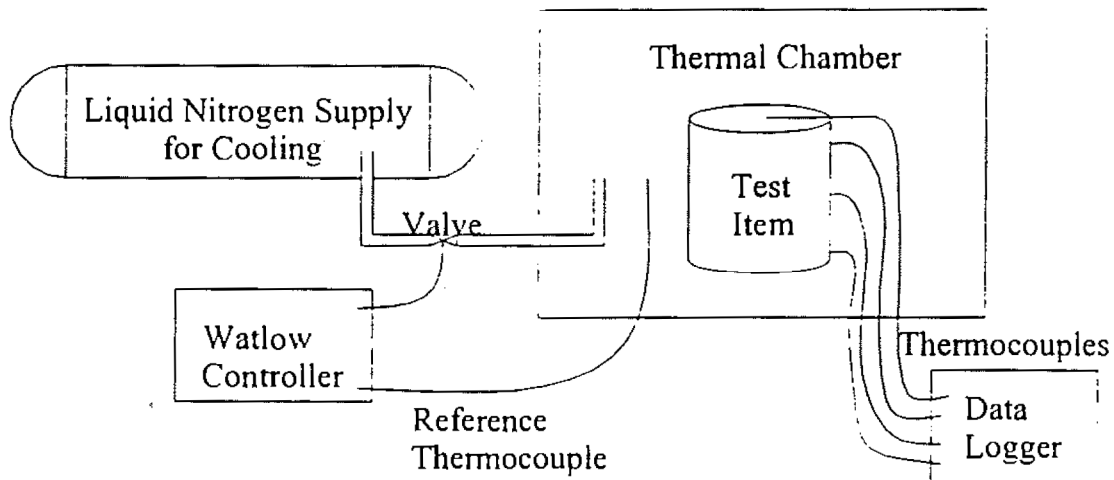 Thermal Chamber
Liquid Nitrogen Supply
for Cooling
Test
Item
Valve
Watlow
Controller
Thermocouples
Reference
Thermocouple
Data
Logger